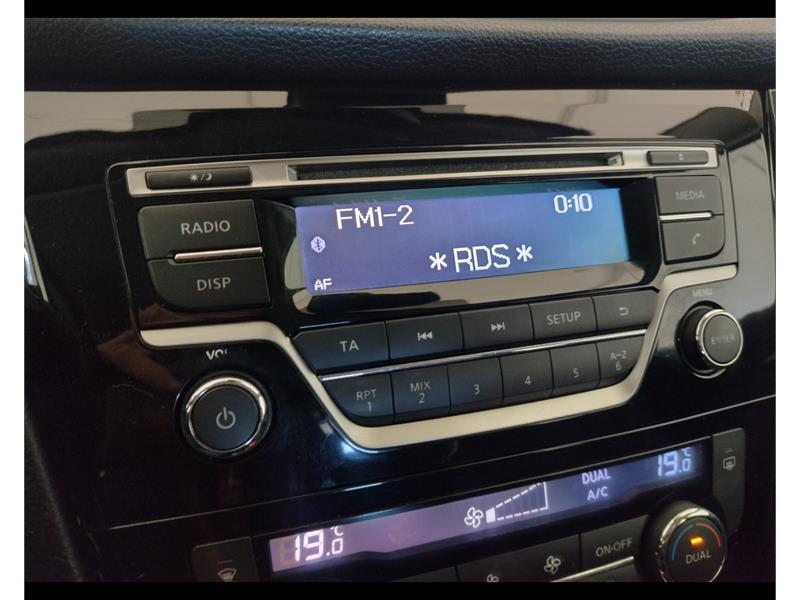 RADIO
DISP
FM1-2
0:10
*RDS*
AF
MEDIA
TA
SETUP
MENU
ENTER
VOL
RPT
1
MIX
2
3
4
5
A-Z
6
19.0
°C
DUAL
A/C
19.0
°C
ON·OFF
DUAL